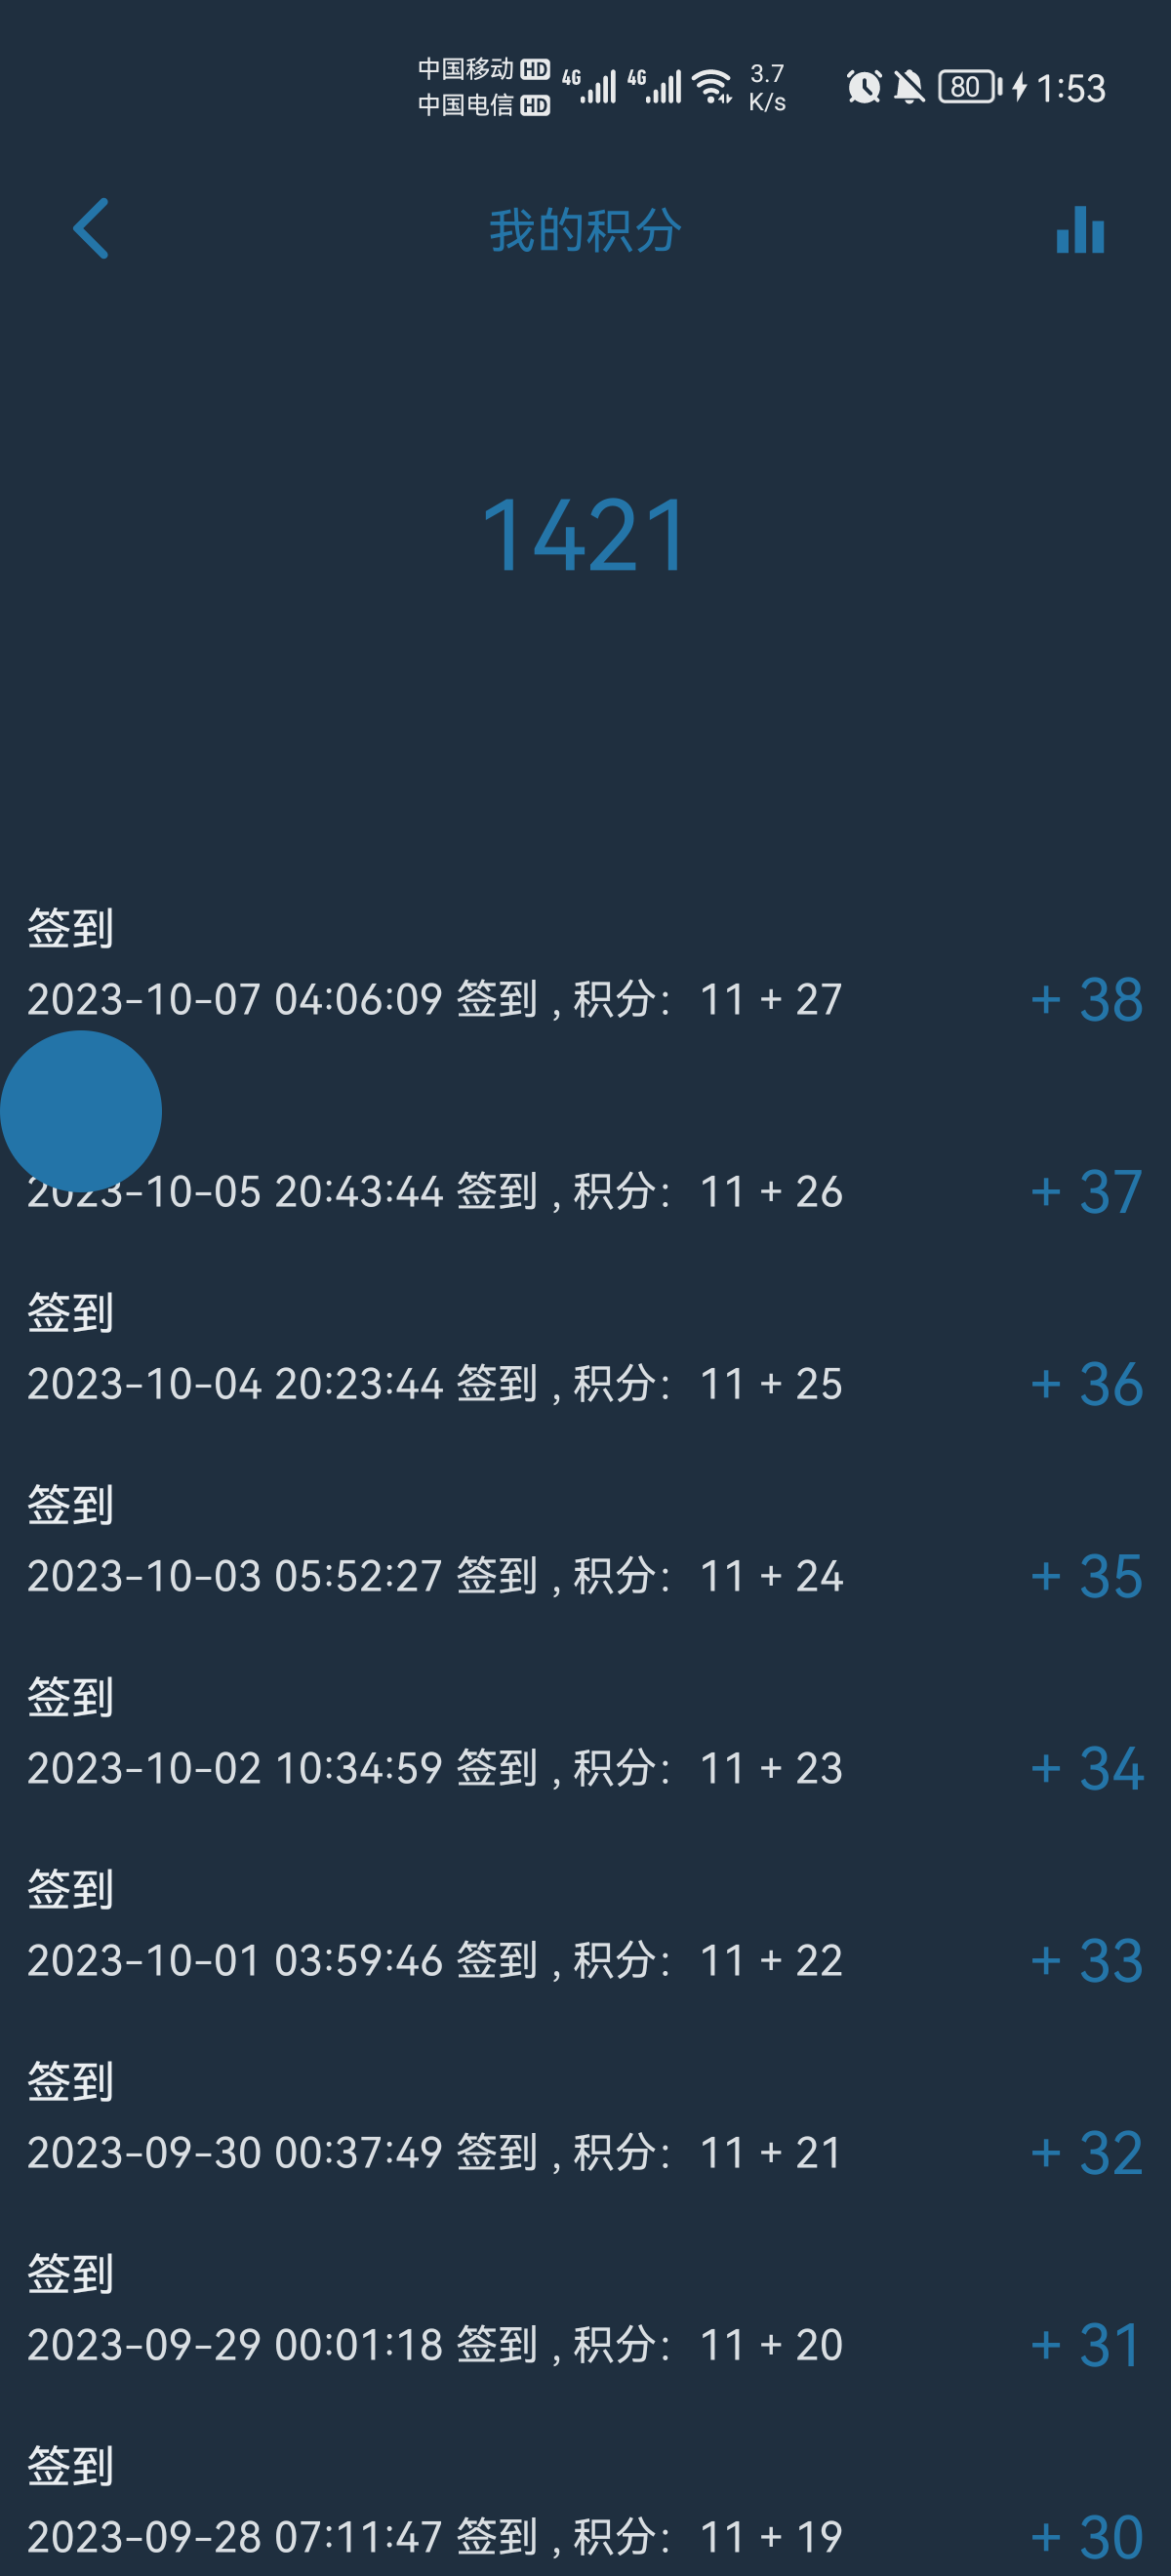 中国移动 HD 4G 4G 3.7 80 1:53
中国电信 HD K/s
我的积分
1421
签到
2023-10-07 04:06:09 签到 , 积分： 11 + 27 + 38
2023-10-05 20:43:44 签到 , 积分： 11 + 26 + 37
签到
2023-10-04 20:23:44 签到 , 积分： 11 + 25 + 36
签到
2023-10-03 05:52:27 签到 , 积分： 11 + 24 + 35
签到
2023-10-02 10:34:59 签到 , 积分： 11 + 23 + 34
签到
2023-10-01 03:59:46 签到 , 积分： 11 + 22 + 33
签到
2023-09-30 00:37:49 签到 , 积分： 11 + 21 + 32
签到
2023-09-29 00:01:18 签到 , 积分： 11 + 20 + 31
签到
2023-09-28 07:11:47 签到 , 积分： 11 + 19 + 30